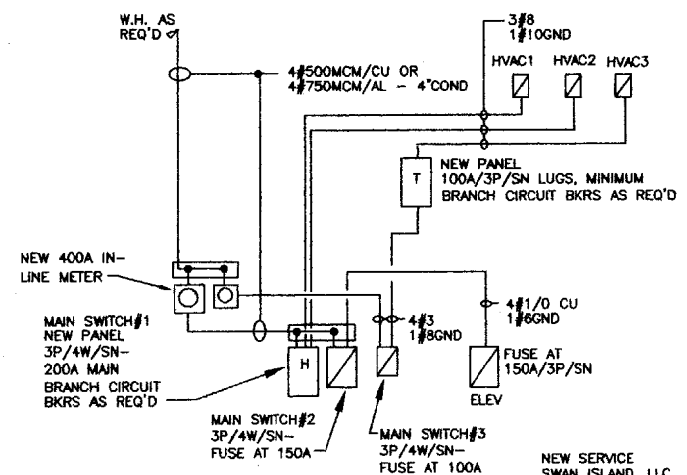 W.H. AS
REQ'D
3#8
1#10GND
4#500MCM/CU OR
4#750MCM/AL - 4"COND
HVAC1
HVAC2
HVAC3
T
NEW PANEL
100A/3P/SN LUGS, MINIMUM
BRANCH CIRCUIT BKRS AS REQ'D
NEW 400A IN-
LINE METER
MAIN SWITCH#1
NEW PANEL
3P/4W/SN-
200A MAIN
BRANCH CIRCUIT
BKRS AS REQ'D
H
4#3
1#8GND
4#1/0 CU
1#6GND
FUSE AT
150A/3P/SN
ELEV
MAIN SWITCH#2
3P/4W/SN-
FUSE AT 150A
MAIN SWITCH#3
3P/4W/SN-
FUSE AT 100A
NEW SERVICE
SWAN ISLAND, LLC